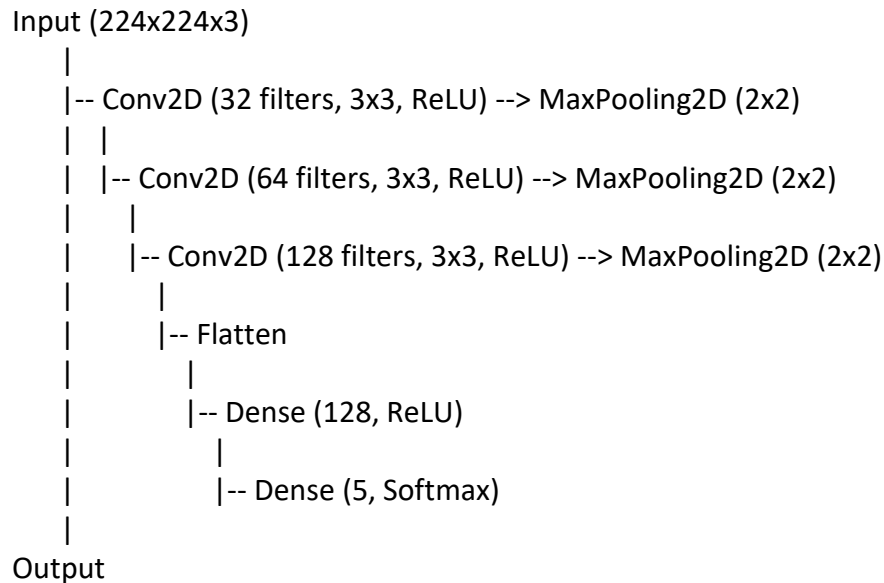 Input (224x224x3)
|
|-- Conv2D (32 filters, 3x3, ReLU) --> MaxPooling2D (2x2)
| |
| |-- Conv2D (64 filters, 3x3, ReLU) --> MaxPooling2D (2x2)
| |
| |-- Conv2D (128 filters, 3x3, ReLU) --> MaxPooling2D (2x2)
| |
| |-- Flatten
| |
| |-- Dense (128, ReLU)
| |
| |-- Dense (5, Softmax)
|
Output